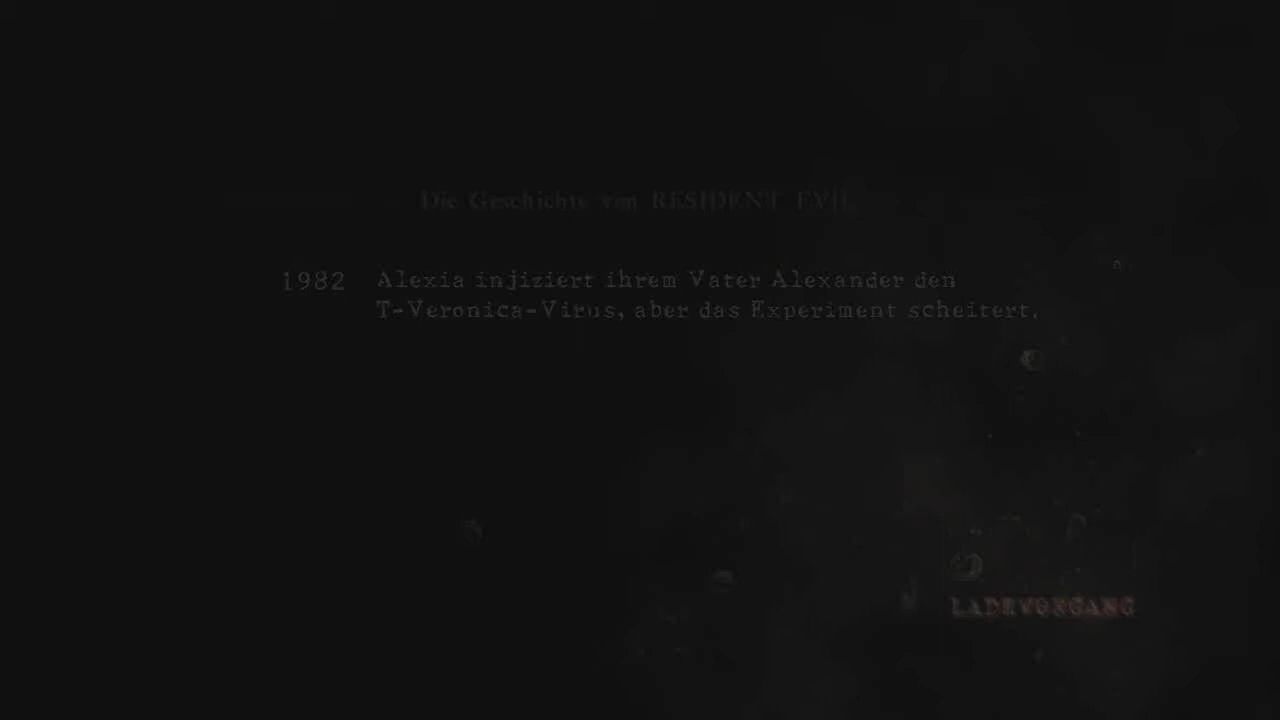 Die Geschichte von RESIDENT EVIL
1982 Alexia injiziert ihrem Vater Alexander den
T-Veronica-Virus, aber das Experiment scheitert.
LADEVORGANG